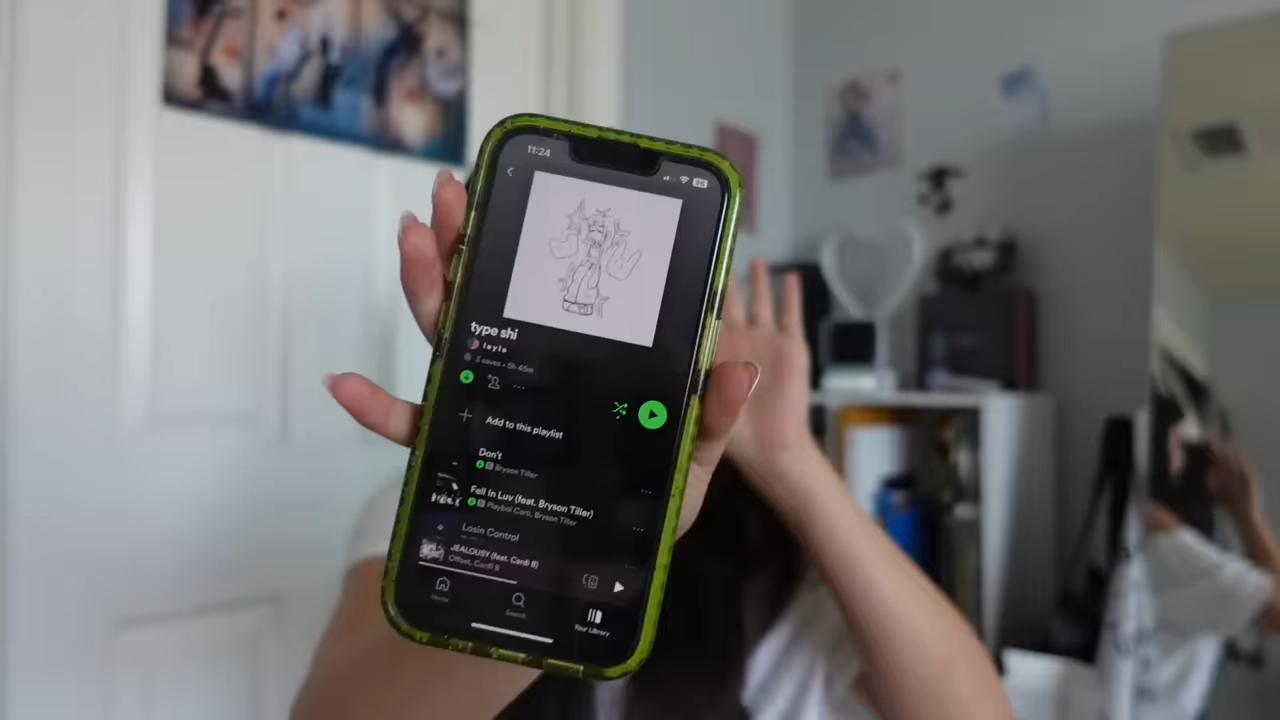 11:24
type shi
layla
3 saves • 5h 45m
Add to this playlist
Don't
Bryson Tiller
Fell In Luv (feat. Bryson Tiller)
Playboi Carti, Bryson Tiller
Losin Control
JEALOUSY (feat. Cardi B)
Offset, Cardi B
Home
Search
Your Library